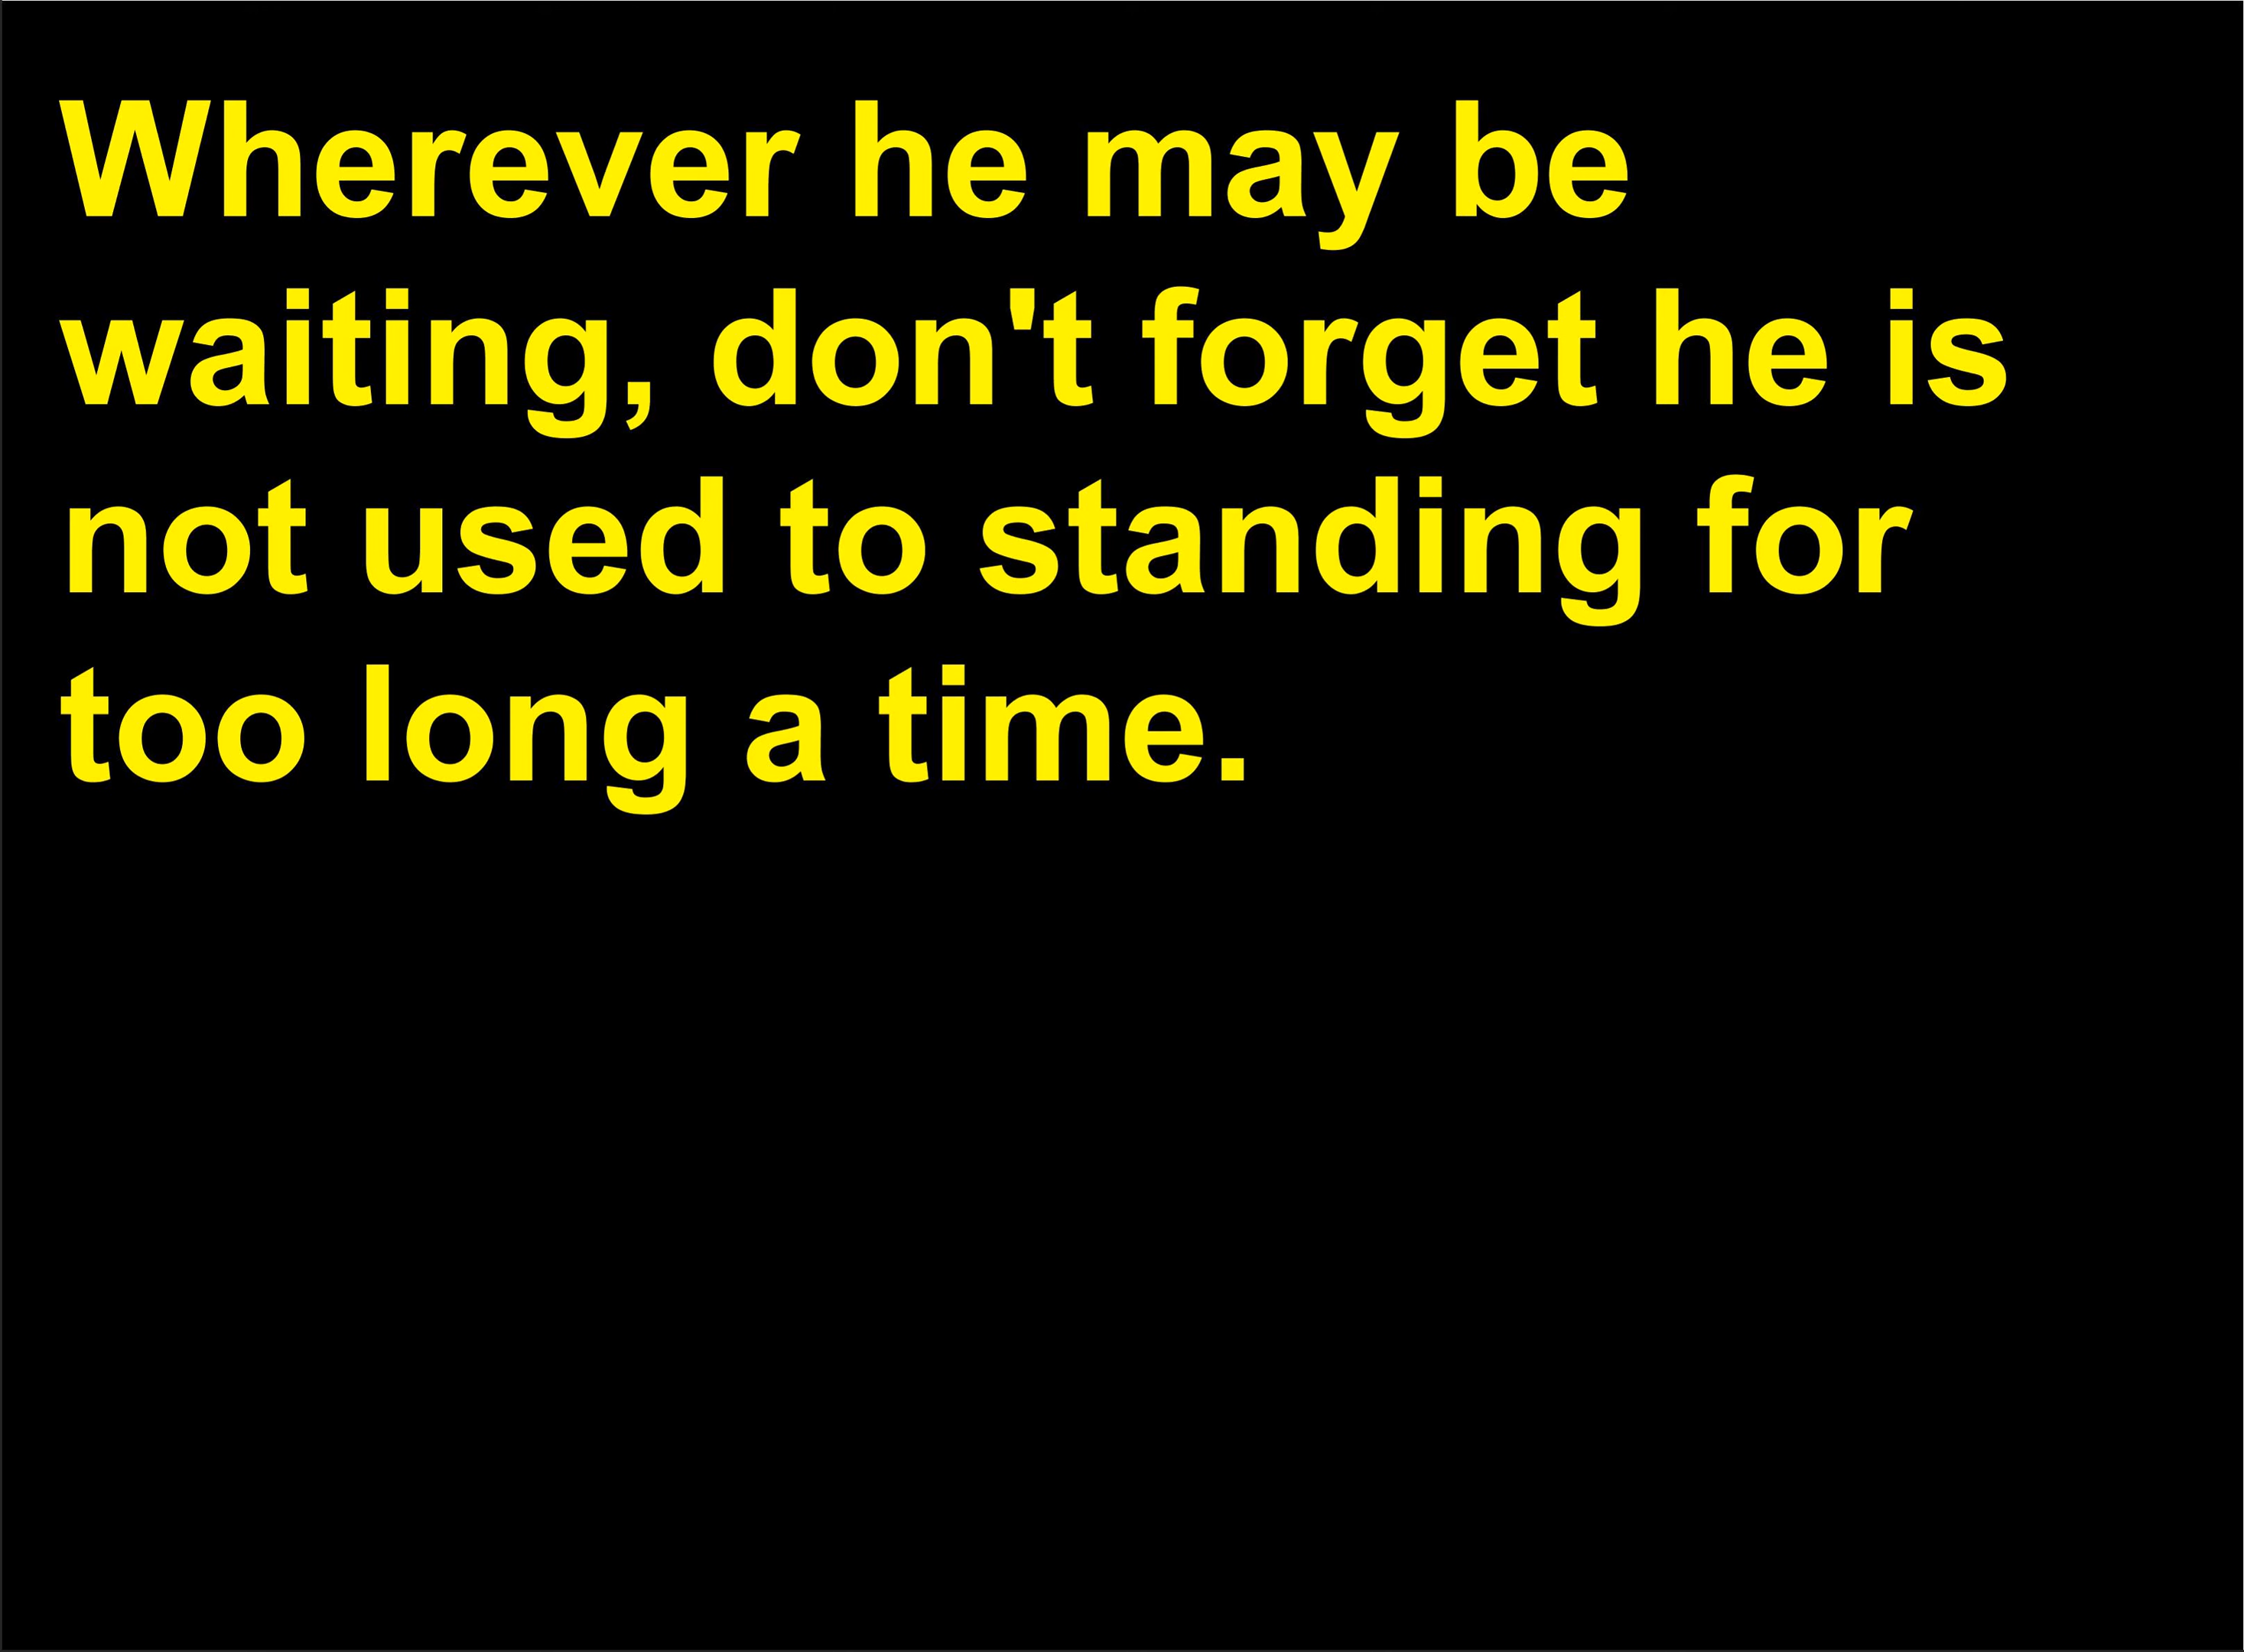 Wherever he may be
waiting, don't forget he is
not used to standing for
too long a time.